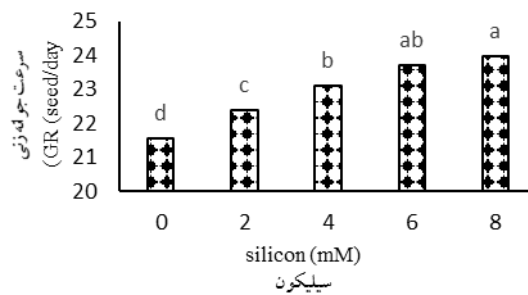 سرعت جوانه‌زنی
(GR (seed/day
25
24
23
22
21
20
d
c
b
ab
a
0 2 4 6 8
silicon (mM)
سیلیکون